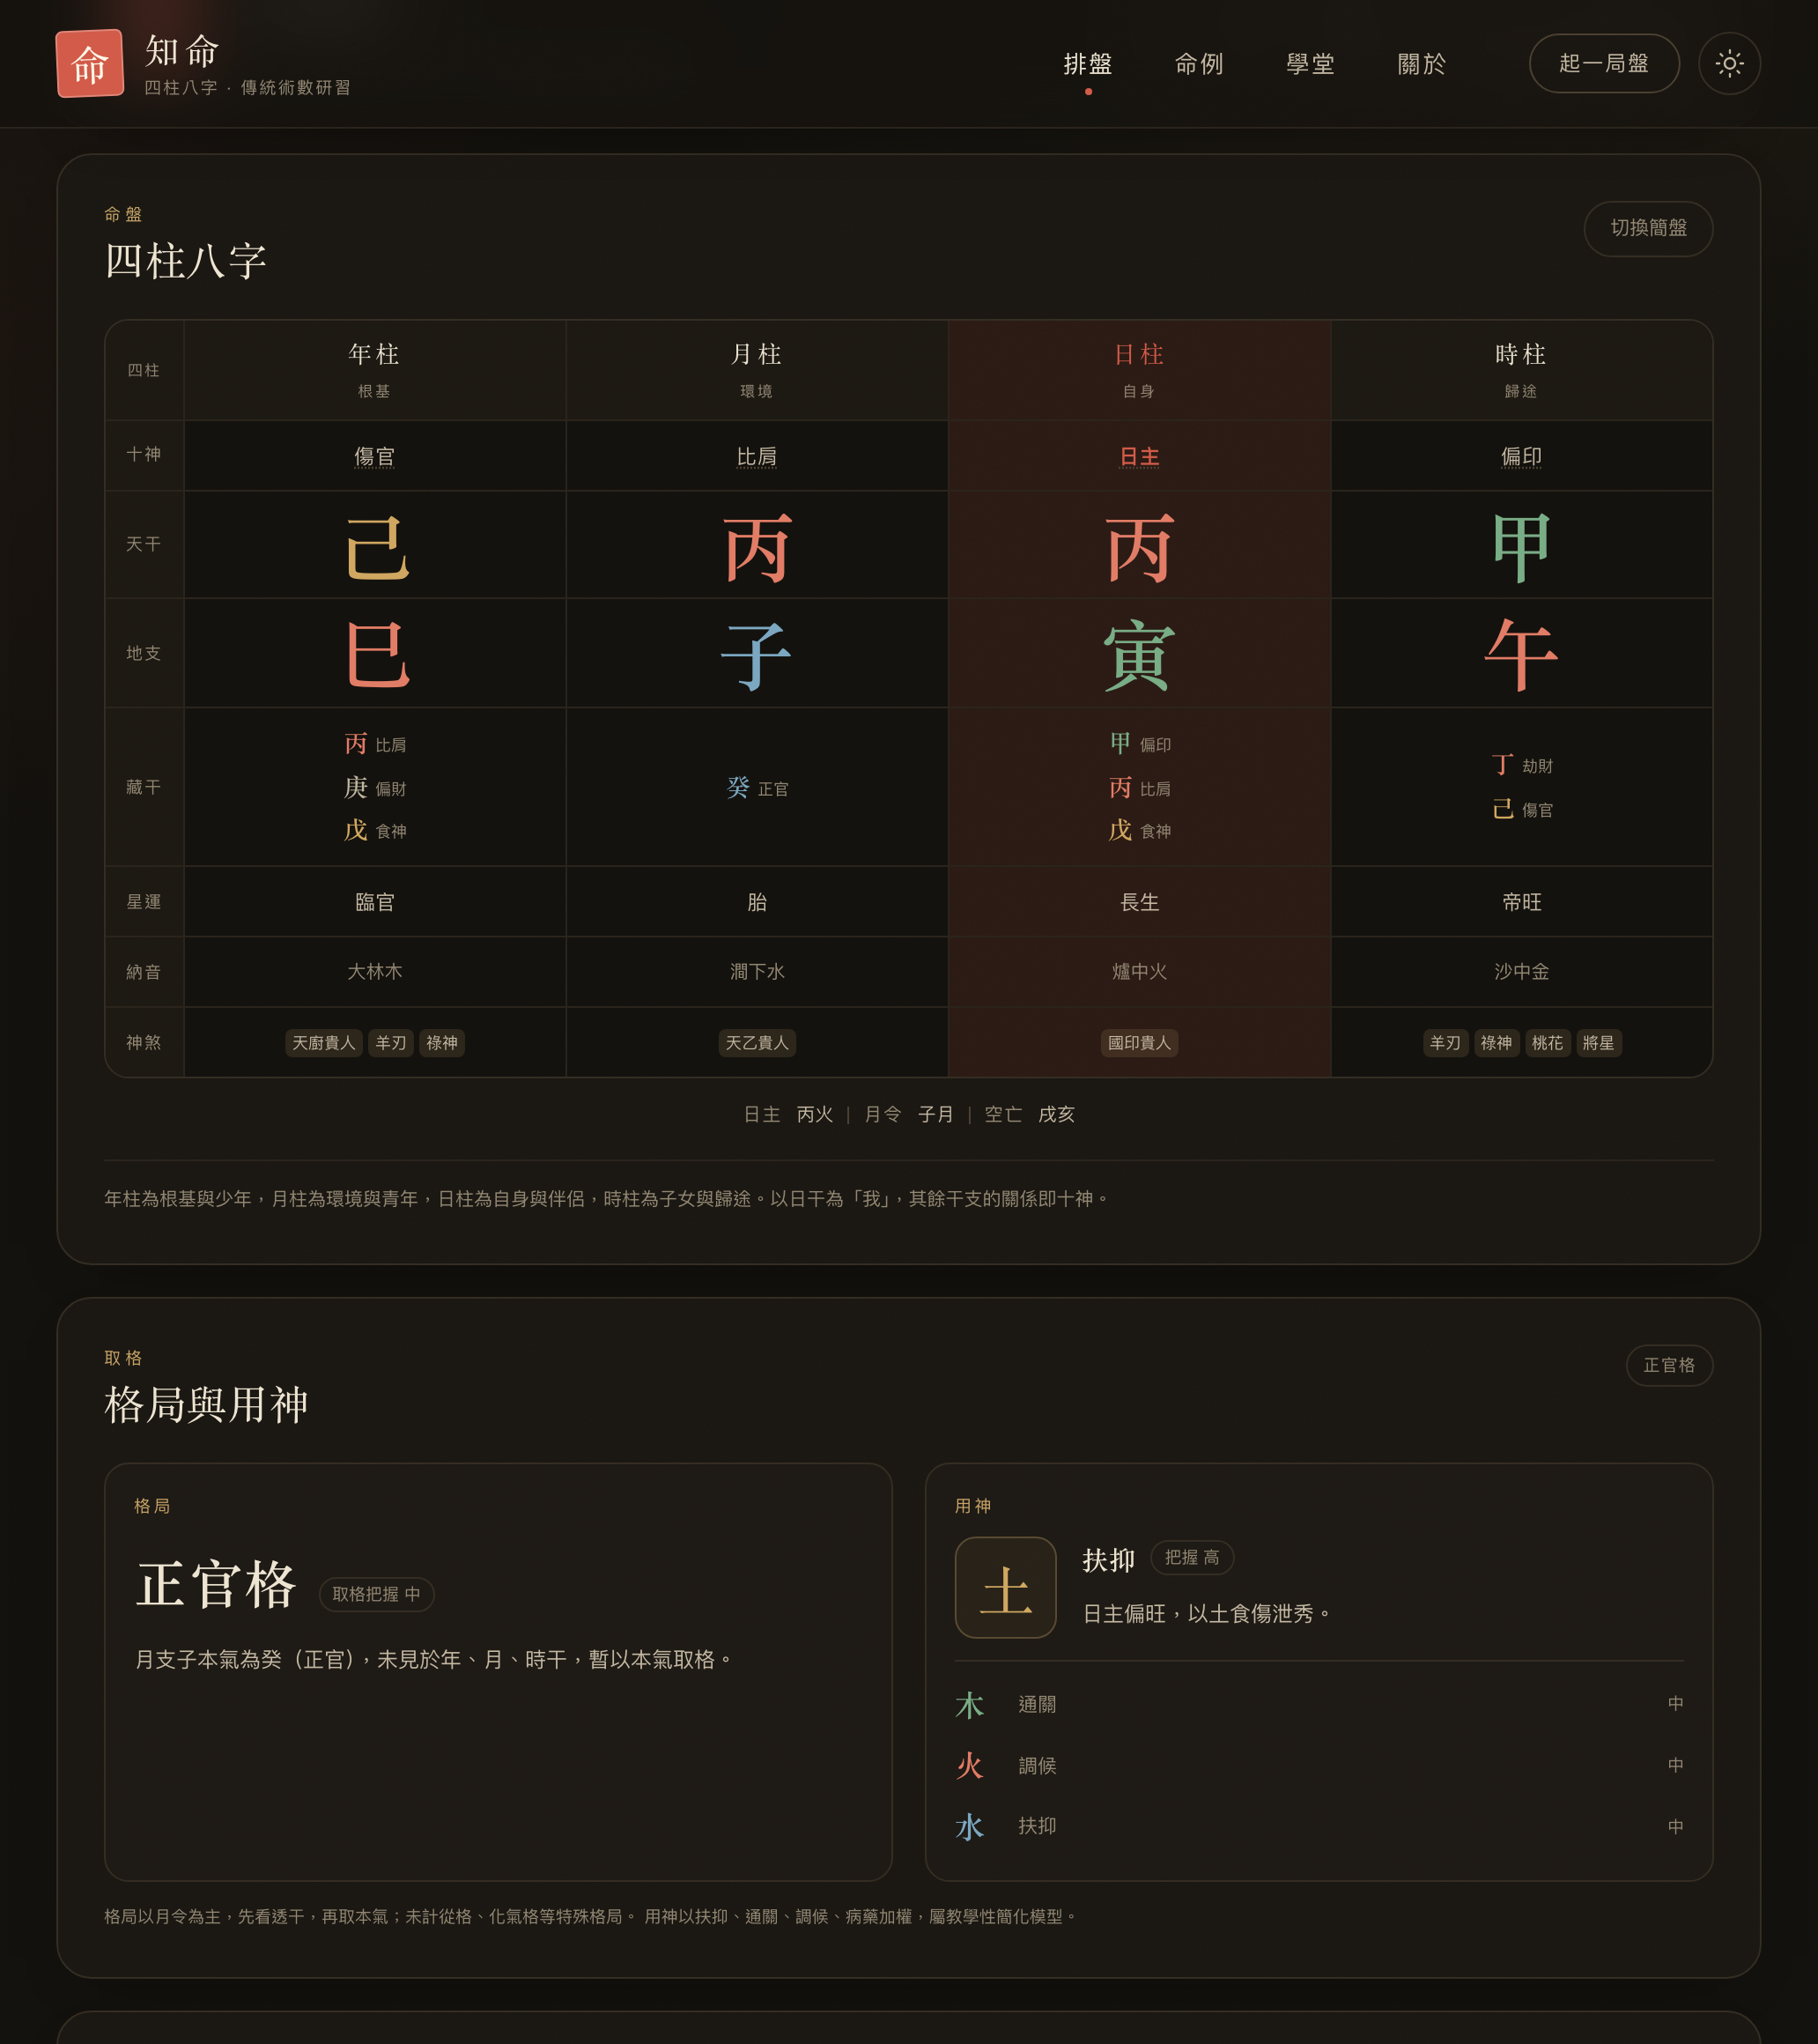 命
知命
四柱八字 · 傳統術數研習
排盤 命例 學堂 關於 起一局盤
命盤
四柱八字
切換簡盤
四柱 年柱 月柱 日柱 時柱
根基 環境 自身 歸途
十神 傷官 比肩 日主 偏印
天干 己 丙 丙 甲
地支 巳 子 寅 午
藏干
丙 比肩
庚 偏財
戊 食神
癸 正官
甲 偏印
丙 比肩
戊 食神
丁 劫財
己 傷官
星運 臨官 胎 長生 帝旺
納音 大林木 澗下水 爐中火 沙中金
神煞 天廚貴人 羊刃 祿神 天乙貴人 國印貴人 羊刃 祿神 桃花 將星
日主 丙火 | 月令 子月 | 空亡 戌亥
年柱為根基與少年，月柱為環境與青年，日柱為自身與伴侶，時柱為子女與歸途。以日干為「我」，其餘干支的關係即十神。
取格
格局與用神
正官格
格局
正官格 取格把握 中
月支子本氣為癸（正官），未見於年、月、時干，暫以本氣取格。
用神
土
扶抑 把握 高
日主偏旺，以土食傷泄秀。
木 通關 中
火 調候 中
水 扶抑 中
格局以月令為主，先看透干，再取本氣；未計從格、化氣格等特殊格局。 用神以扶抑、通關、調候、病藥加權，屬教學性簡化模型。